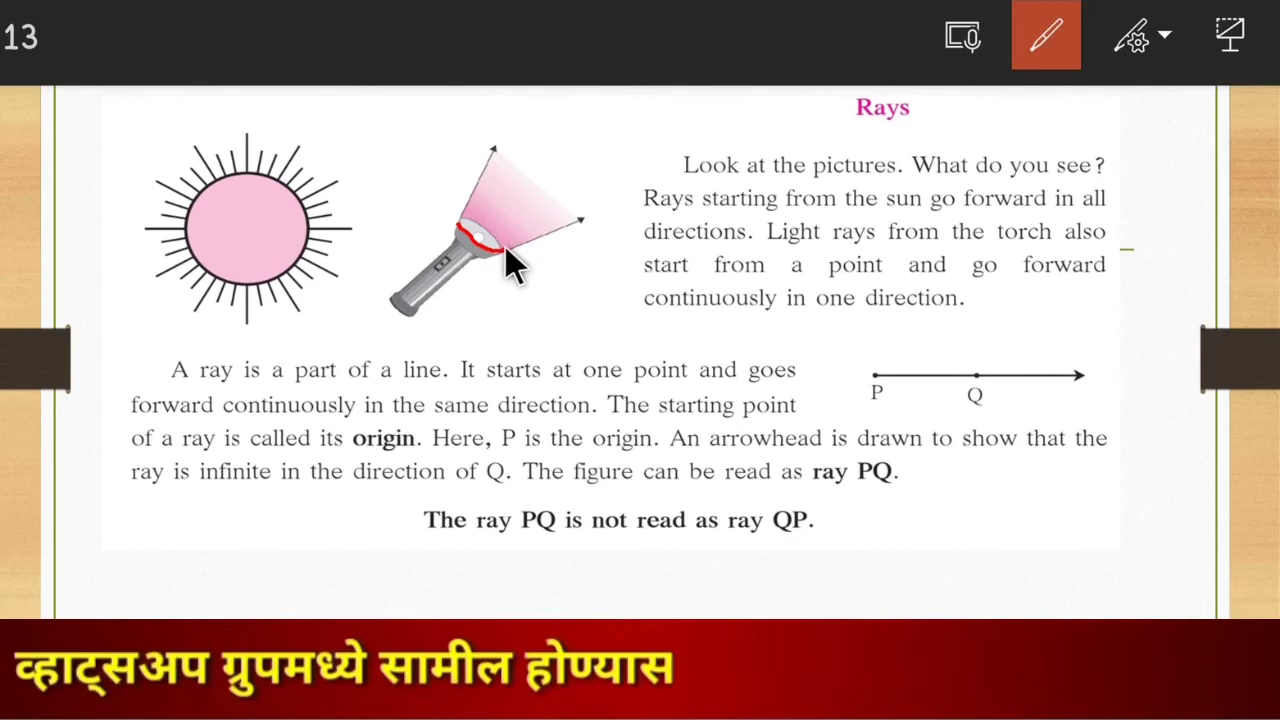 13
Rays
Look at the pictures. What do you see?
Rays starting from the sun go forward in all
directions. Light rays from the torch also
start from a point and go forward
continuously in one direction.
A ray is a part of a line. It starts at one point and goes
forward continuously in the same direction. The starting point
P
Q
of a ray is called its origin. Here, P is the origin. An arrowhead is drawn to show that the
ray is infinite in the direction of Q. The figure can be read as ray PQ.
The ray PQ is not read as ray QP.
व्हाट्सअप ग्रुपमध्ये सामील होण्यास